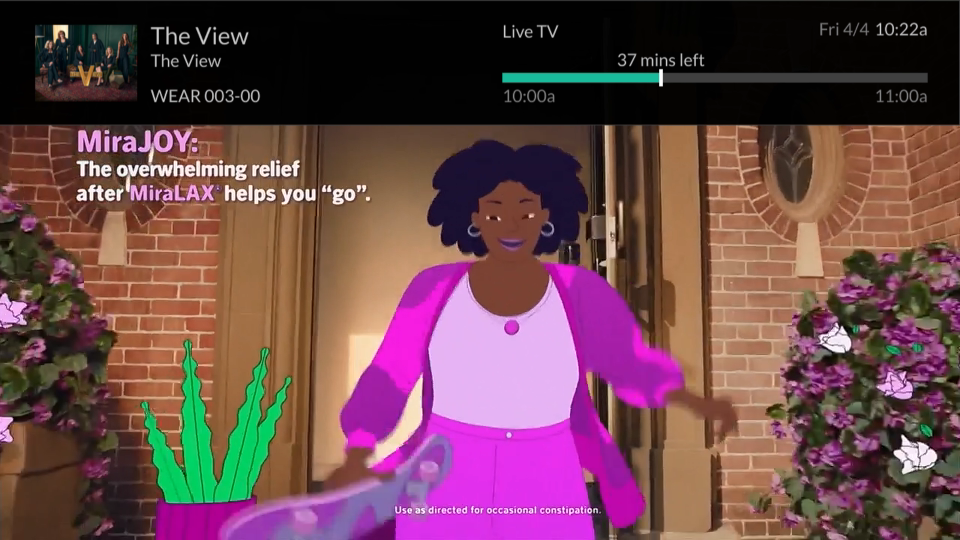 The View
The View
WEAR 003-00
Live TV
Fri 4/4 10:22a
37 mins left
10:00a
11:00a
MiraJOY:
The overwhelming relief
after MiraLAX® helps you “go”.
Use as directed for occasional constipation.